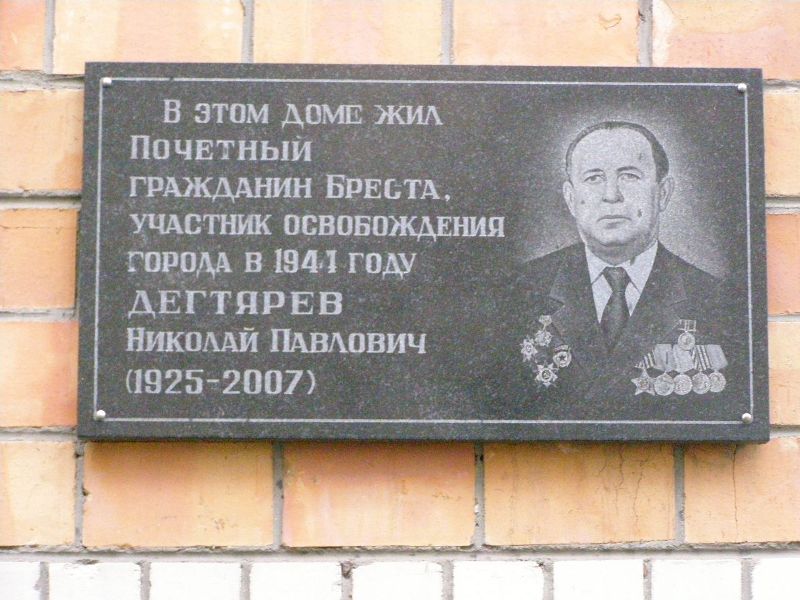 В этом доме жил
Почетный
гражданин Бреста,
участник освобождения
города в 1944 году
ДЕГТЯРЕВ
Николай Павлович
(1925-2007)